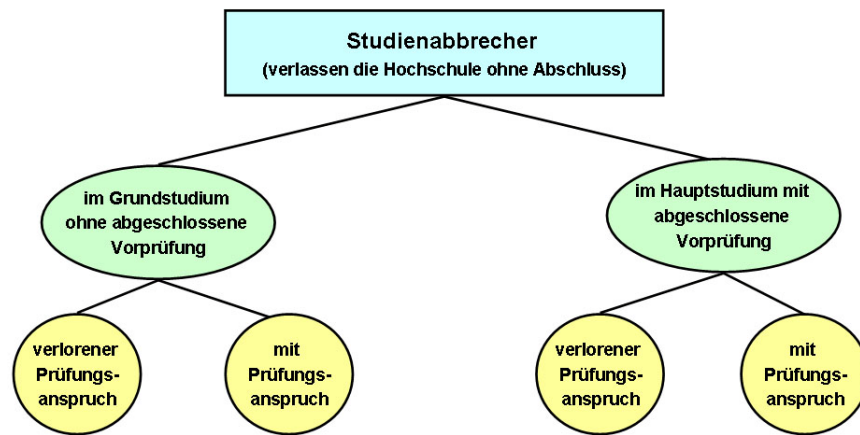 Studienabbrecher
(verlassen die Hochschule ohne Abschluss)
im Grundstudium
ohne abgeschlossene
Vorprüfung
im Hauptstudium mit
abgeschlossene
Vorprüfung
verlorener
Prüfungs-
anspruch
mit
Prüfungs-
anspruch
verlorener
Prüfungs-
anspruch
mit
Prüfungs-
anspruch